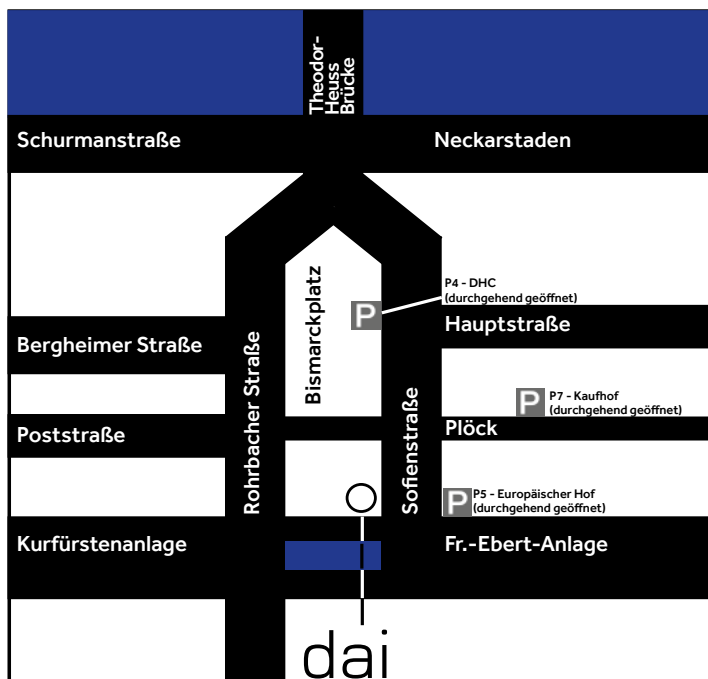 Theodor-
Heuss
Brücke
Schurmanstraße
Neckarstaden
P4 - DHC
(durchgehend geöffnet)
P
Bismarckplatz
Hauptstraße
Bergheimer Straße
Rohrbacher Straße
Sofienstraße
P
P7 - Kaufhof
(durchgehend geöffnet)
Poststraße
Plöck
P
P5 - Europäischer Hof
(durchgehend geöffnet)
Kurfürstenanlage
Fr.-Ebert-Anlage
dai